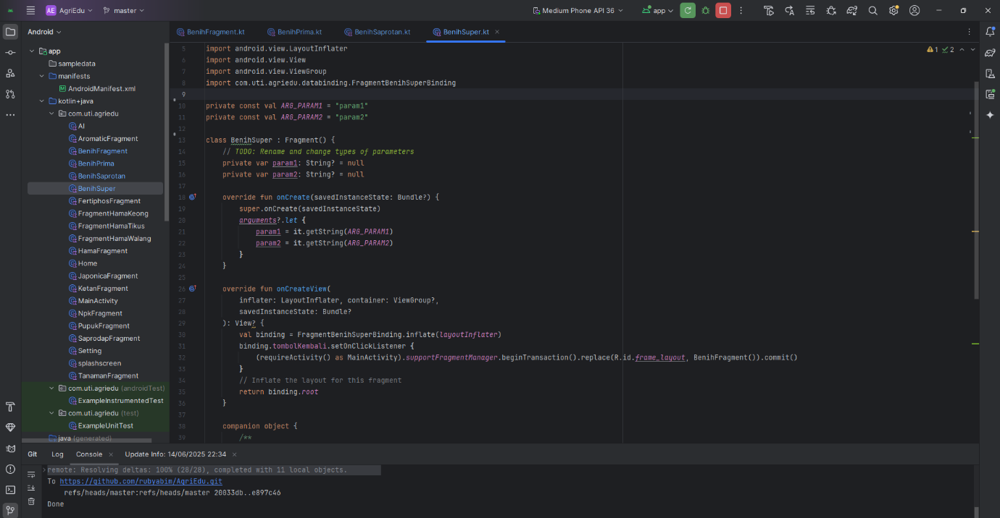 AE AgriEdu master Medium Phone API 36 app
Android
BenihFragment.kt BenihPrima.kt BenihSaprotan.kt BenihSuper.kt
1 2
app
sampledata
manifests
AndroidManifest.xml
kotlin+java
com.uti.agriedu
AI
AromaticFragment
BenihFragment
BenihPrima
BenihSaprotan
BenihSuper
FertiphosFragment
FragmentHamaKeong
FragmentHamaTikus
FragmentHamaWalang
HamaFragment
Home
JaponicaFragment
KetanFragment
MainActivity
NpkFragment
PupukFragment
SaprodapFragment
Setting
splashscreen
TanamanFragment
com.uti.agriedu (androidTest)
ExampleInstrumentedTest
com.uti.agriedu (test)
ExampleUnitTest
java (generated)
5 import android.view.LayoutInflater
6 import android.view.View
7 import android.view.ViewGroup
8 import com.uti.agriedu.databinding.FragmentBenihSuperBinding
9
10 private const val ARG_PARAM1 = "param1"
11 private const val ARG_PARAM2 = "param2"
12
13 class BenihSuper : Fragment() {
14 // TODO: Rename and change types of parameters
15 private var param1: String? = null
16 private var param2: String? = null
17
18 override fun onCreate(savedInstanceState: Bundle?) {
19 super.onCreate(savedInstanceState)
20 arguments?.let {
21 param1 = it.getString(ARG_PARAM1)
22 param2 = it.getString(ARG_PARAM2)
23 }
24 }
25
26 override fun onCreateView(
27 inflater: LayoutInflater, container: ViewGroup?,
28 savedInstanceState: Bundle?
29 ): View? {
30 val binding = FragmentBenihSuperBinding.inflate(layoutInflater)
31 binding.tombolKembali.setOnClickListener {
32 (requireActivity() as MainActivity).supportFragmentManager.beginTransaction().replace(R.id.frame_layout, BenihFragment()).commit()
33 }
34 // Inflate the layout for this fragment
35 return binding.root
36 }
37
38 companion object {
39 /**
Git Log Console Update Info: 14/06/2025 22:34
remote: Resolving deltas: 100% (28/28), completed with 11 local objects.
To https://github.com/rubyabim/AgriEdu.git
refs/heads/master:refs/heads/master 20033db..e897c46
Done